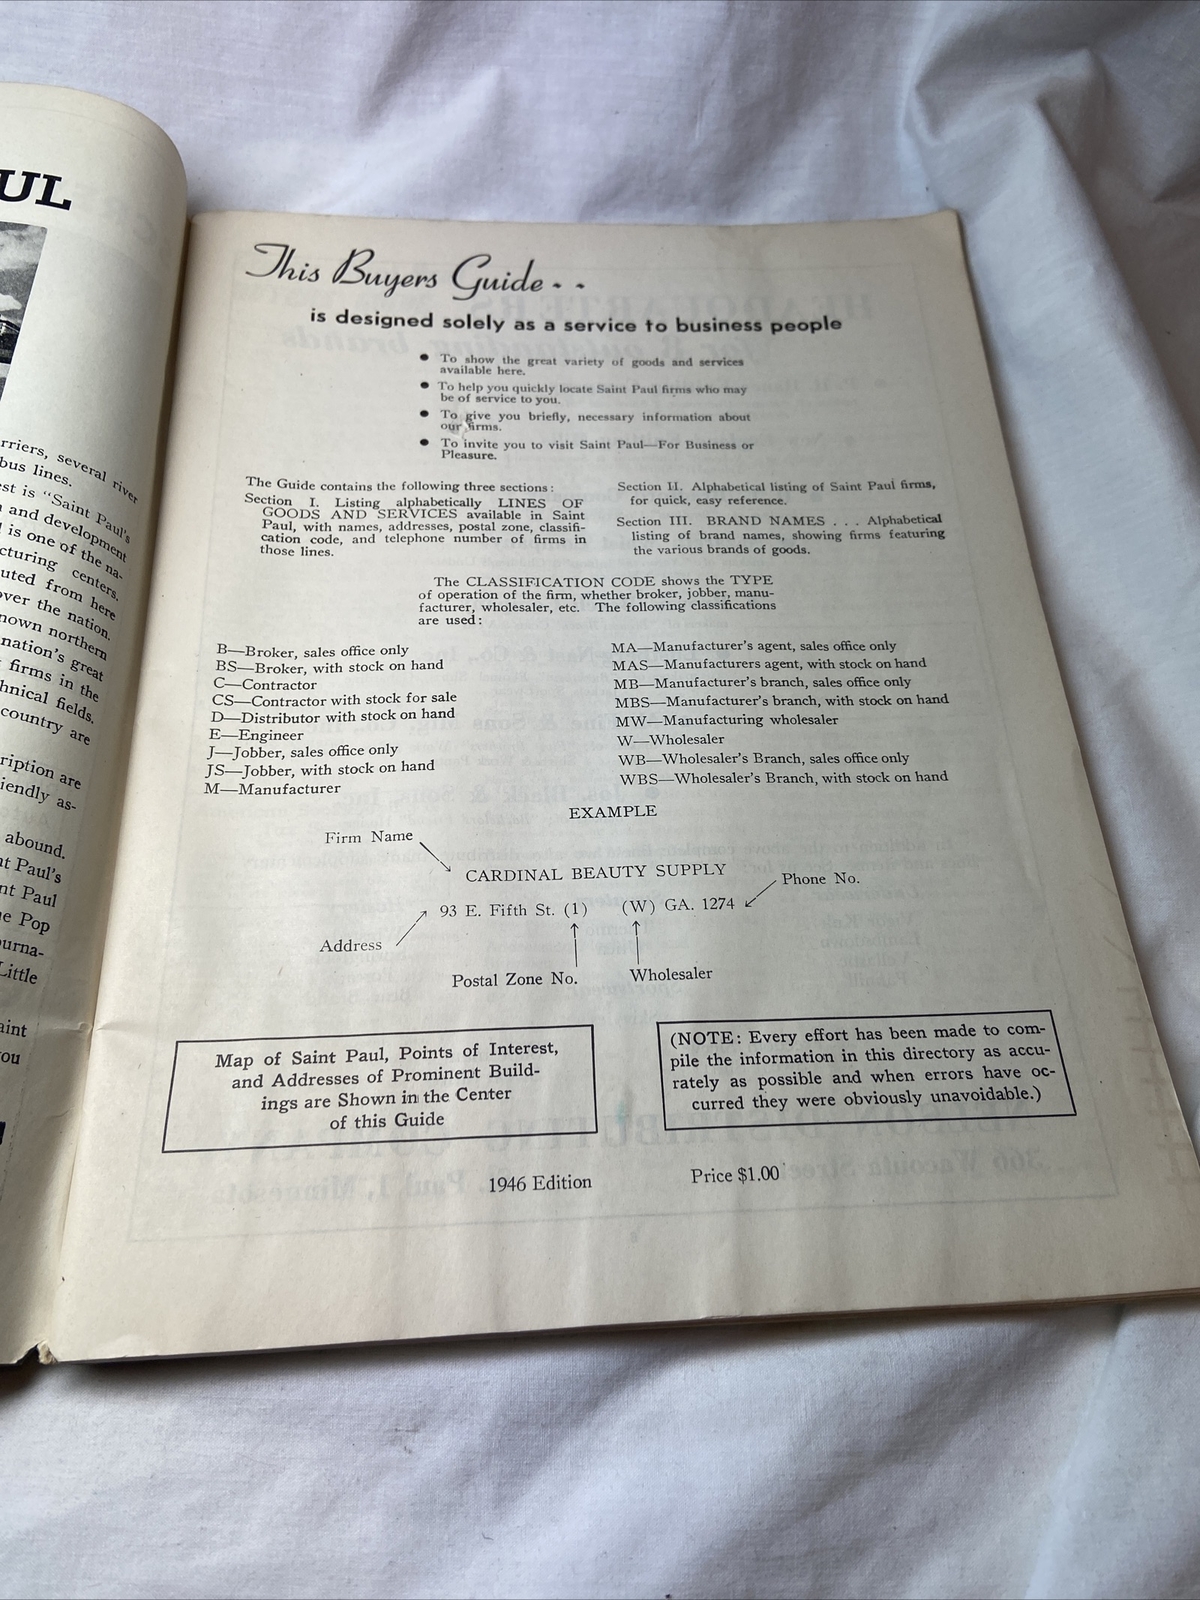 UL
rriers, several river
bus lines.
est is "Saint Paul's
and development
is one of the na-
cturing centers.
uted from here
over the nation.
nown northern
nation's great
firms in the
hnical fields.
country are
ription are
iendly as-
abound.
nt Paul's
nt Paul
e Pop
ourna-
Little
aint
ou
This Buyers Guide - -
is designed solely as a service to business people
● To show the great variety of goods and services
available here.
● To help you quickly locate Saint Paul firms who may
be of service to you.
● To give you briefly, necessary information about
our firms.
● To invite you to visit Saint Paul—For Business or
Pleasure.
The Guide contains the following three sections:
Section I. Listing alphabetically LINES OF
GOODS AND SERVICES available in Saint
Paul, with names, addresses, postal zone, classifi-
cation code, and telephone number of firms in
those lines.
Section II. Alphabetical listing of Saint Paul firms,
for quick, easy reference.
Section III. BRAND NAMES . . . Alphabetical
listing of brand names, showing firms featuring
the various brands of goods.
The CLASSIFICATION CODE shows the TYPE
of operation of the firm, whether broker, jobber, manu-
facturer, wholesaler, etc. The following classifications
are used:
B—Broker, sales office only
BS—Broker, with stock on hand
C—Contractor
CS—Contractor with stock for sale
D—Distributor with stock on hand
E—Engineer
J—Jobber, sales office only
JS—Jobber, with stock on hand
M—Manufacturer
MA—Manufacturer's agent, sales office only
MAS—Manufacturers agent, with stock on hand
MB—Manufacturer's branch, sales office only
MBS—Manufacturer's branch, with stock on hand
MW—Manufacturing wholesaler
W—Wholesaler
WB—Wholesaler's Branch, sales office only
WBS—Wholesaler's Branch, with stock on hand
EXAMPLE
Firm Name
CARDINAL BEAUTY SUPPLY
Phone No.
93 E. Fifth St. (1) (W) GA. 1274
Address
Postal Zone No.
Wholesaler
Map of Saint Paul, Points of Interest,
and Addresses of Prominent Build-
ings are Shown in the Center
of this Guide
(NOTE: Every effort has been made to com-
pile the information in this directory as accu-
rately as possible and when errors have oc-
curred they were obviously unavoidable.)
1946 Edition
Price $1.00